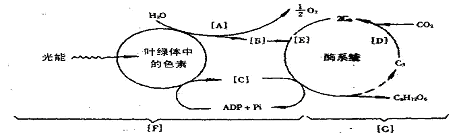 H₂O
[A]
½O₂
光能
叶绿体中
的色素
[B]
[E]
2C₃
[D]
CO₂
酶系统
C₅
[C]
ADP+Pi
C₆H₁₂O₆
[F]
[G]